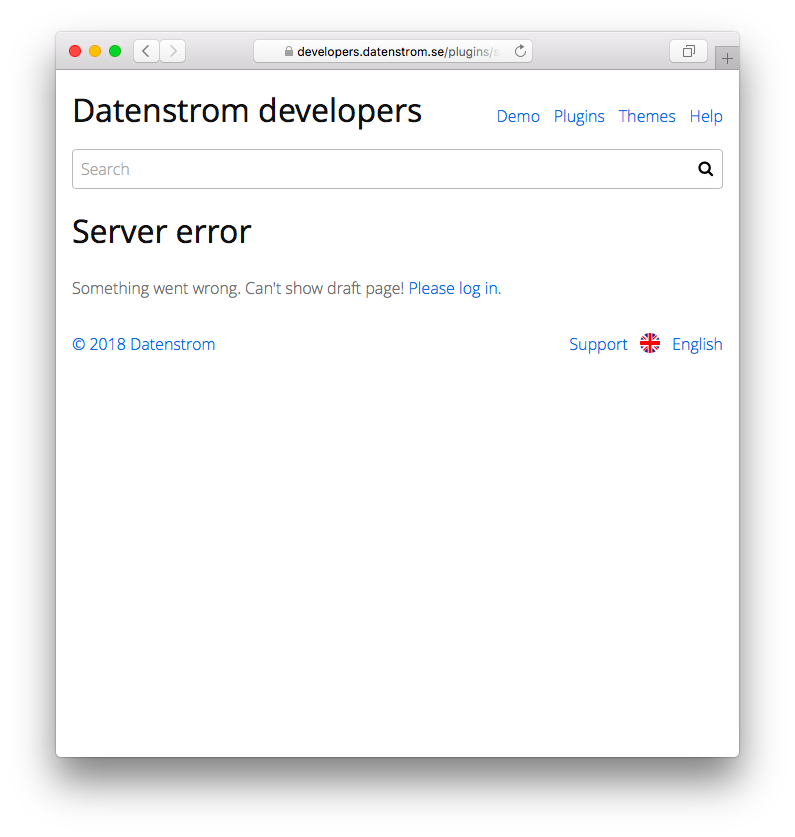 developers.datenstrom.se/plugins/
Datenstrom developers
Demo Plugins Themes Help
Search
Server error
Something went wrong. Can't show draft page! Please log in.
© 2018 Datenstrom
Support English